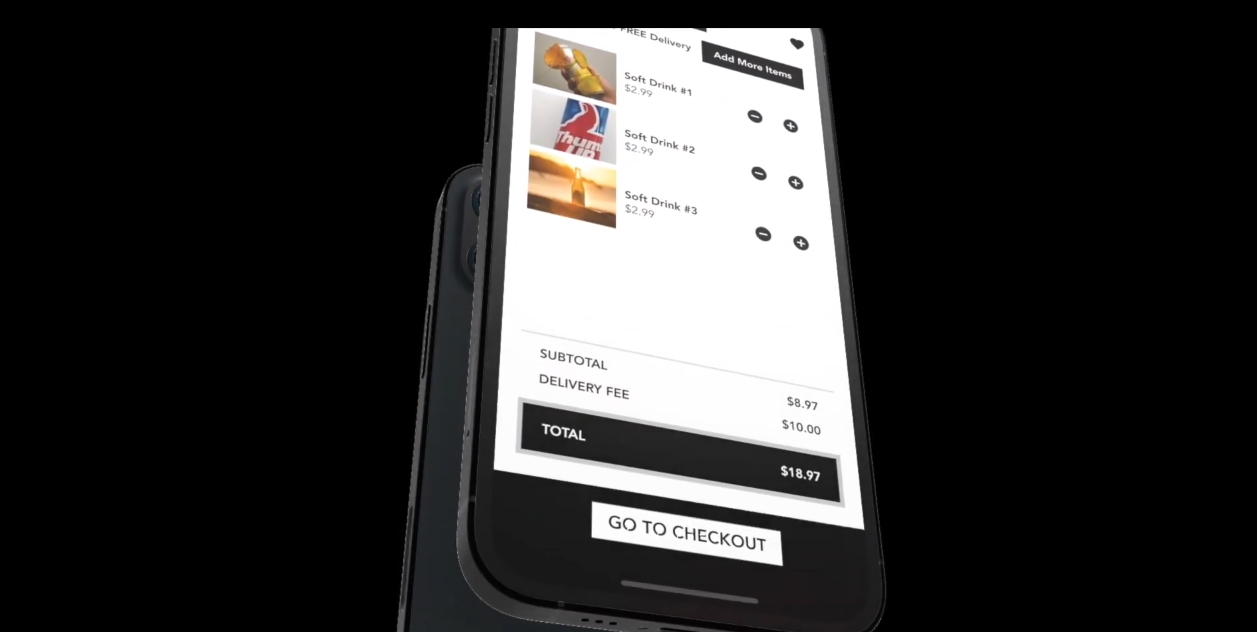 FREE Delivery
Add More Items
Soft Drink #1
$2.99
Soft Drink #2
$2.99
Soft Drink #3
$2.99
SUBTOTAL
$8.97
DELIVERY FEE
$10.00
TOTAL
$18.97
GO TO CHECKOUT